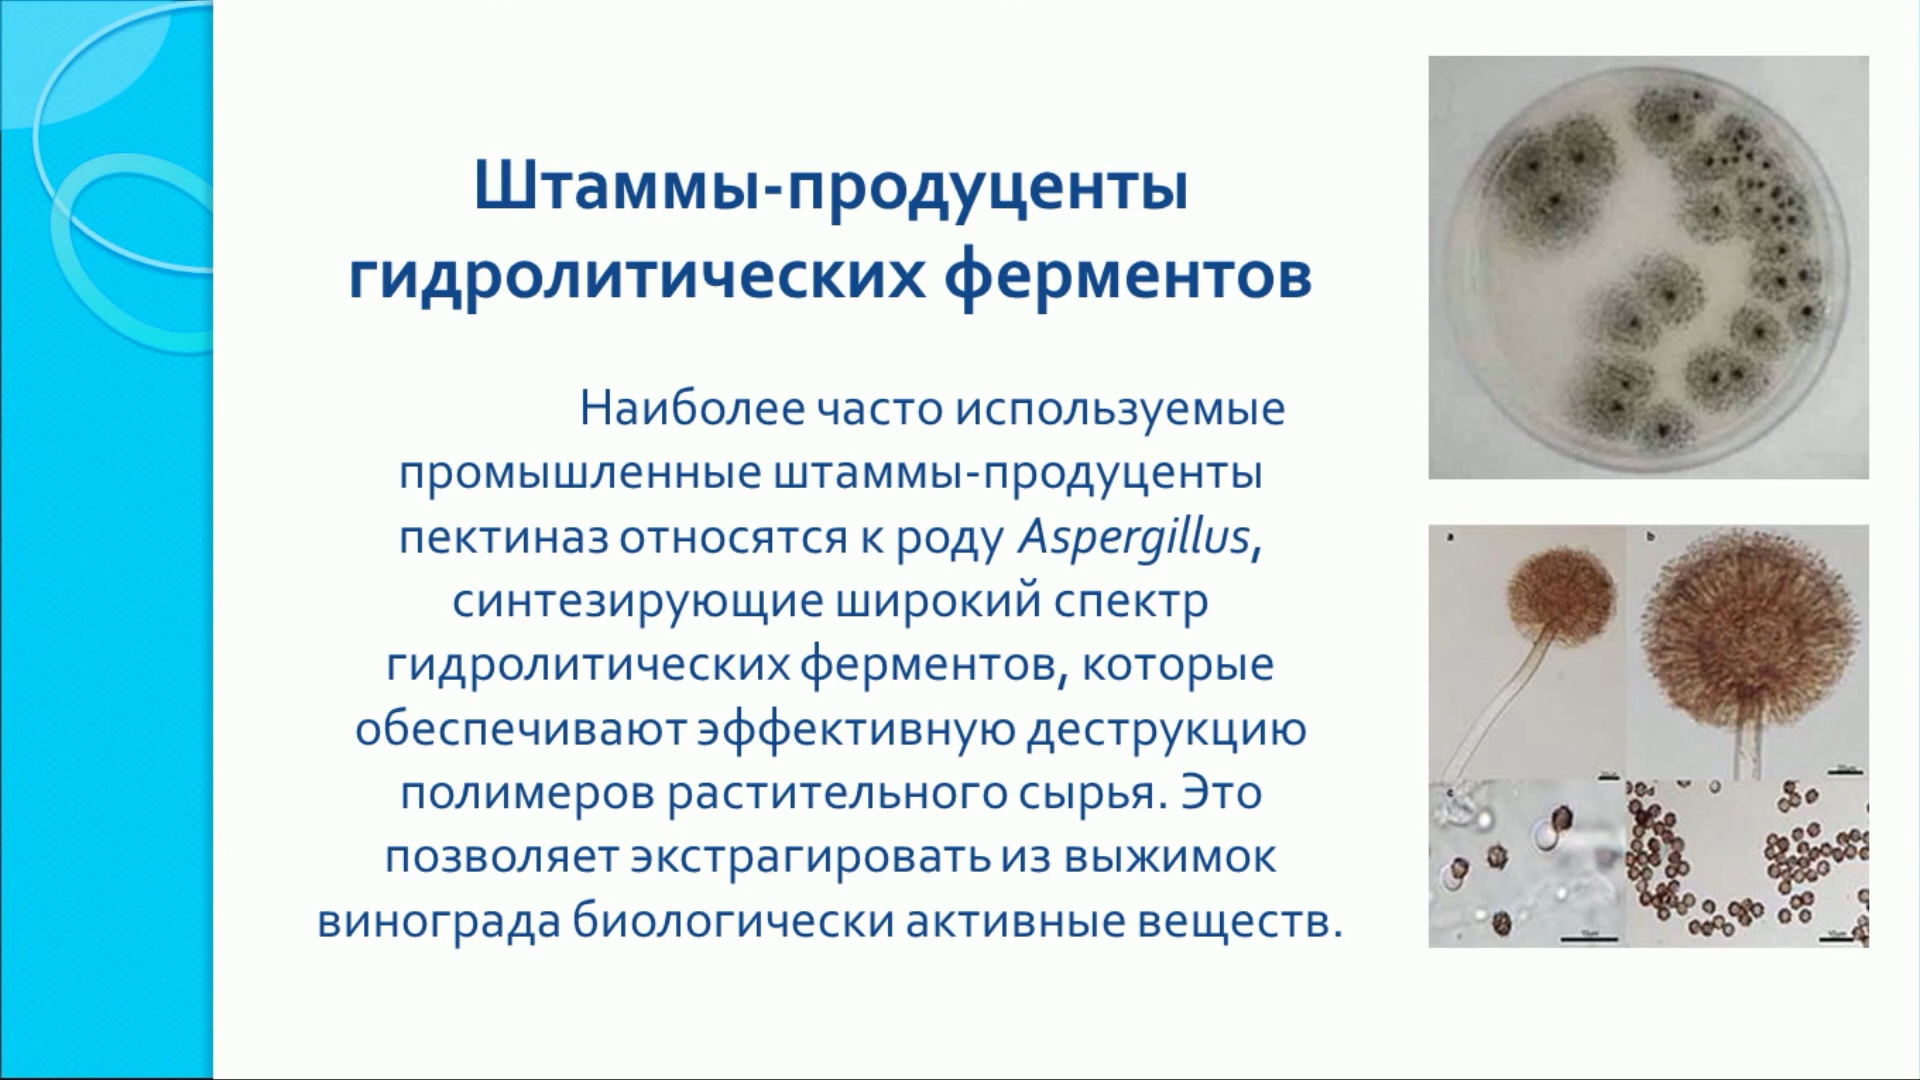 Штаммы-продуценты
гидролитических ферментов
Наиболее часто используемые
промышленные штаммы-продуценты
пектиназ относятся к роду Aspergillus,
синтезирующие широкий спектр
гидролитических ферментов, которые
обеспечивают эффективную деструкцию
полимеров растительного сырья. Это
позволяет экстрагировать из выжимок
винограда биологически активные веществ.
a
b
c